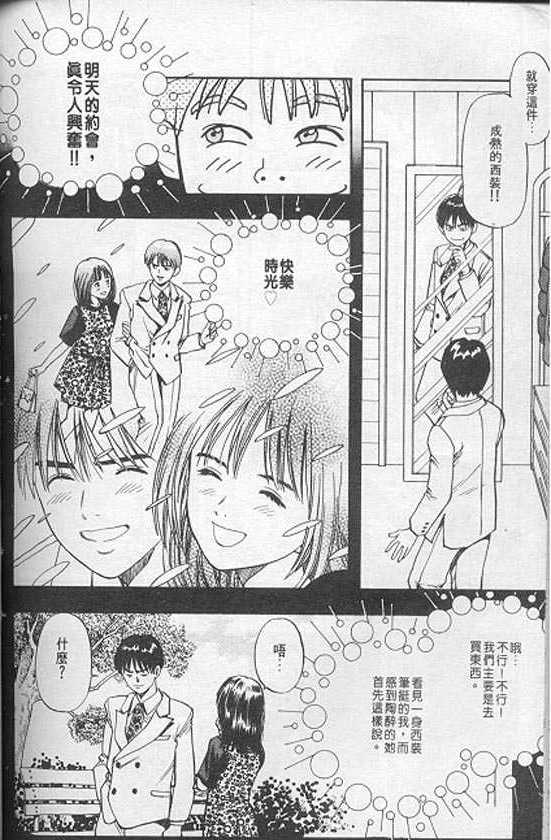 就穿這件…
成熟的西裝!!
明天的約會，
真令人興奮!!
快樂
時光♡
哦…
不行！不行！
我們主要是去
買東西。
看見一身西裝
筆挺的我，而
感到陶醉的她
首先這樣說。
唔…
什麼？